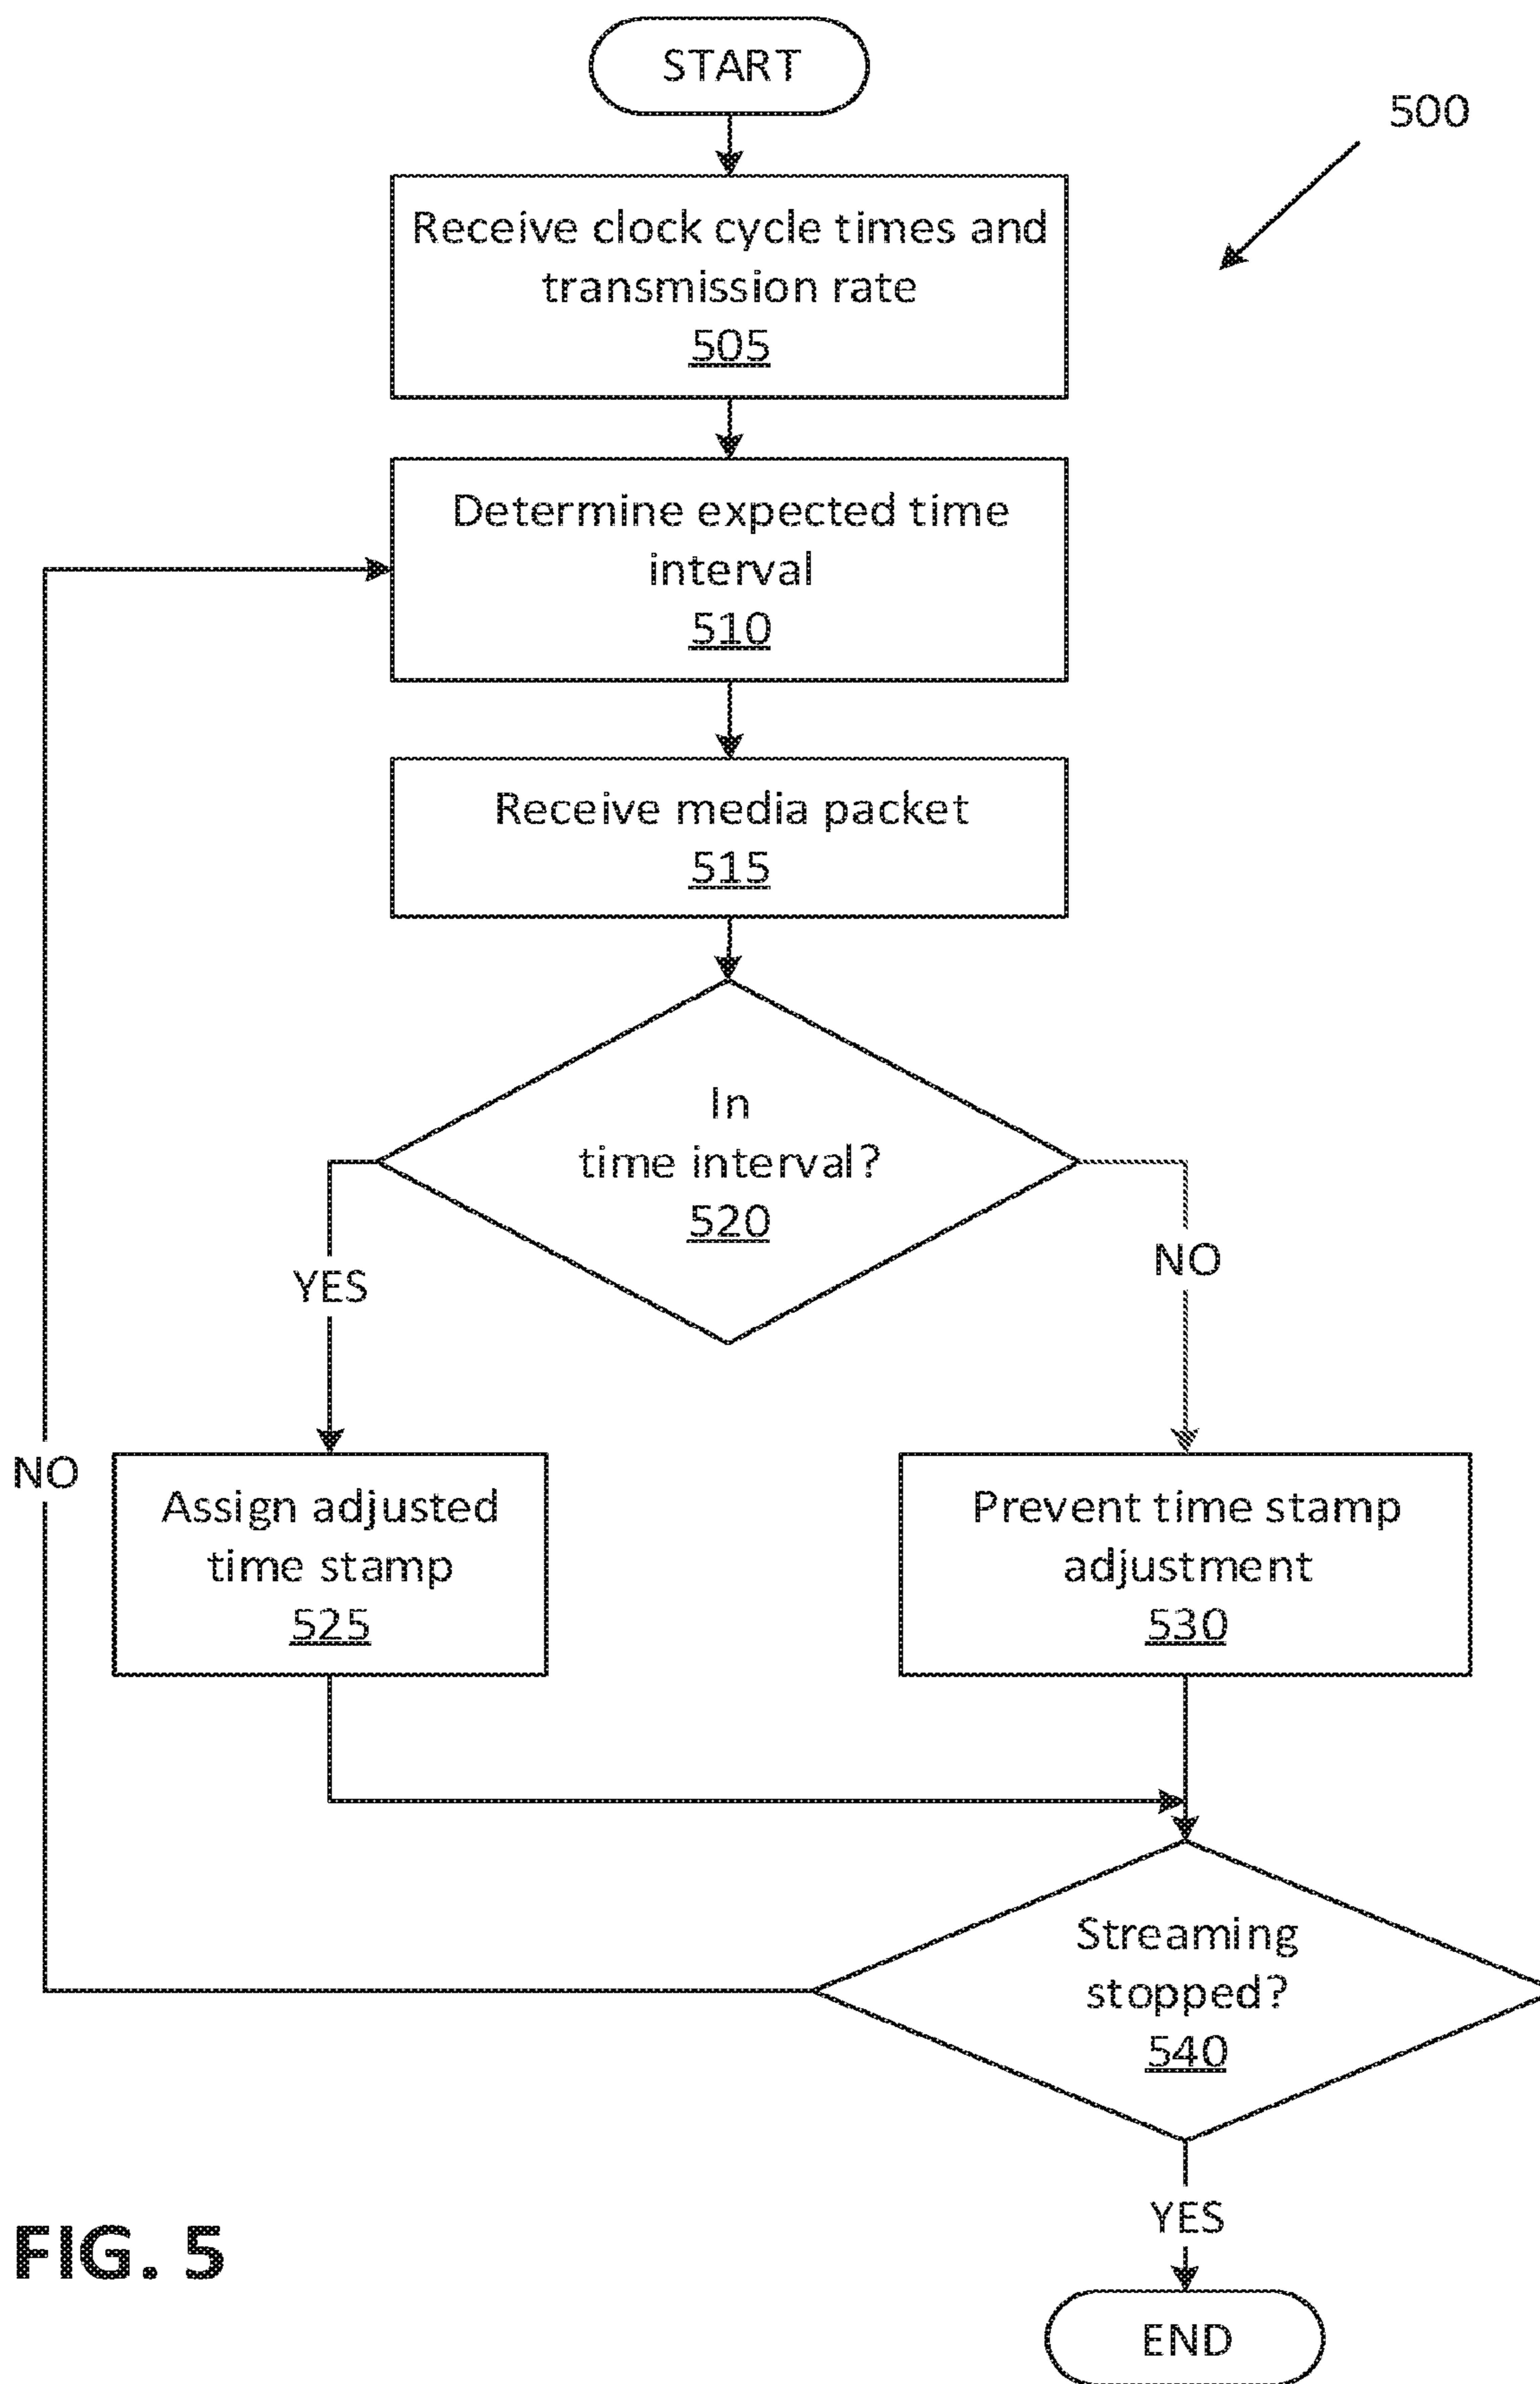 START
500
Receive clock cycle times and
transmission rate
505
Determine expected time
interval
510
Receive media packet
515
In
time interval?
520
YES
NO
NO
Assign adjusted
time stamp
525
Prevent time stamp
adjustment
530
Streaming
stopped?
540
YES
FIG. 5
END